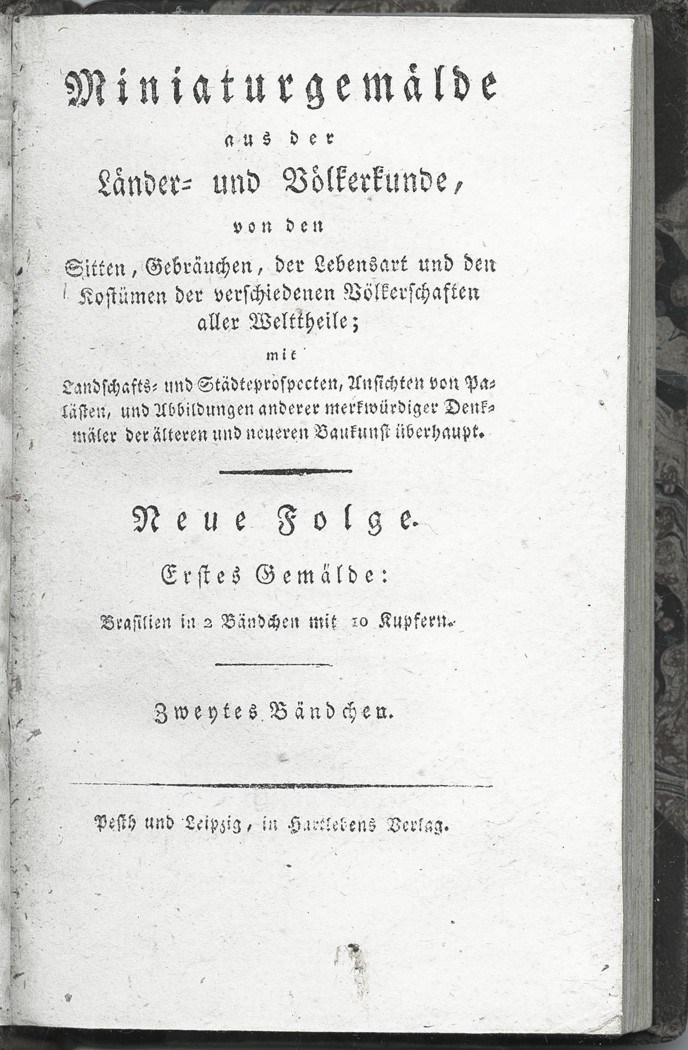 Miniaturgemälde
aus der
Länder- und Völkerkunde,
von den
Sitten, Gebräuchen, der Lebensart und den
Kostümen der verschiedenen Völkerschaften
aller Welttheile;
mit
Landschafts- und Städteprospecten, Ansichten von Pa-
lästen, und Abbildungen anderer merkwürdiger Denk-
mäler der älteren und neueren Baukunst überhaupt.
Neue Folge.
Erstes Gemälde:
Brasilien in 2 Bändchen mit 10 Kupfern.
Zweytes Bändchen.
Pesth und Leipzig, in Hartlebens Verlag.